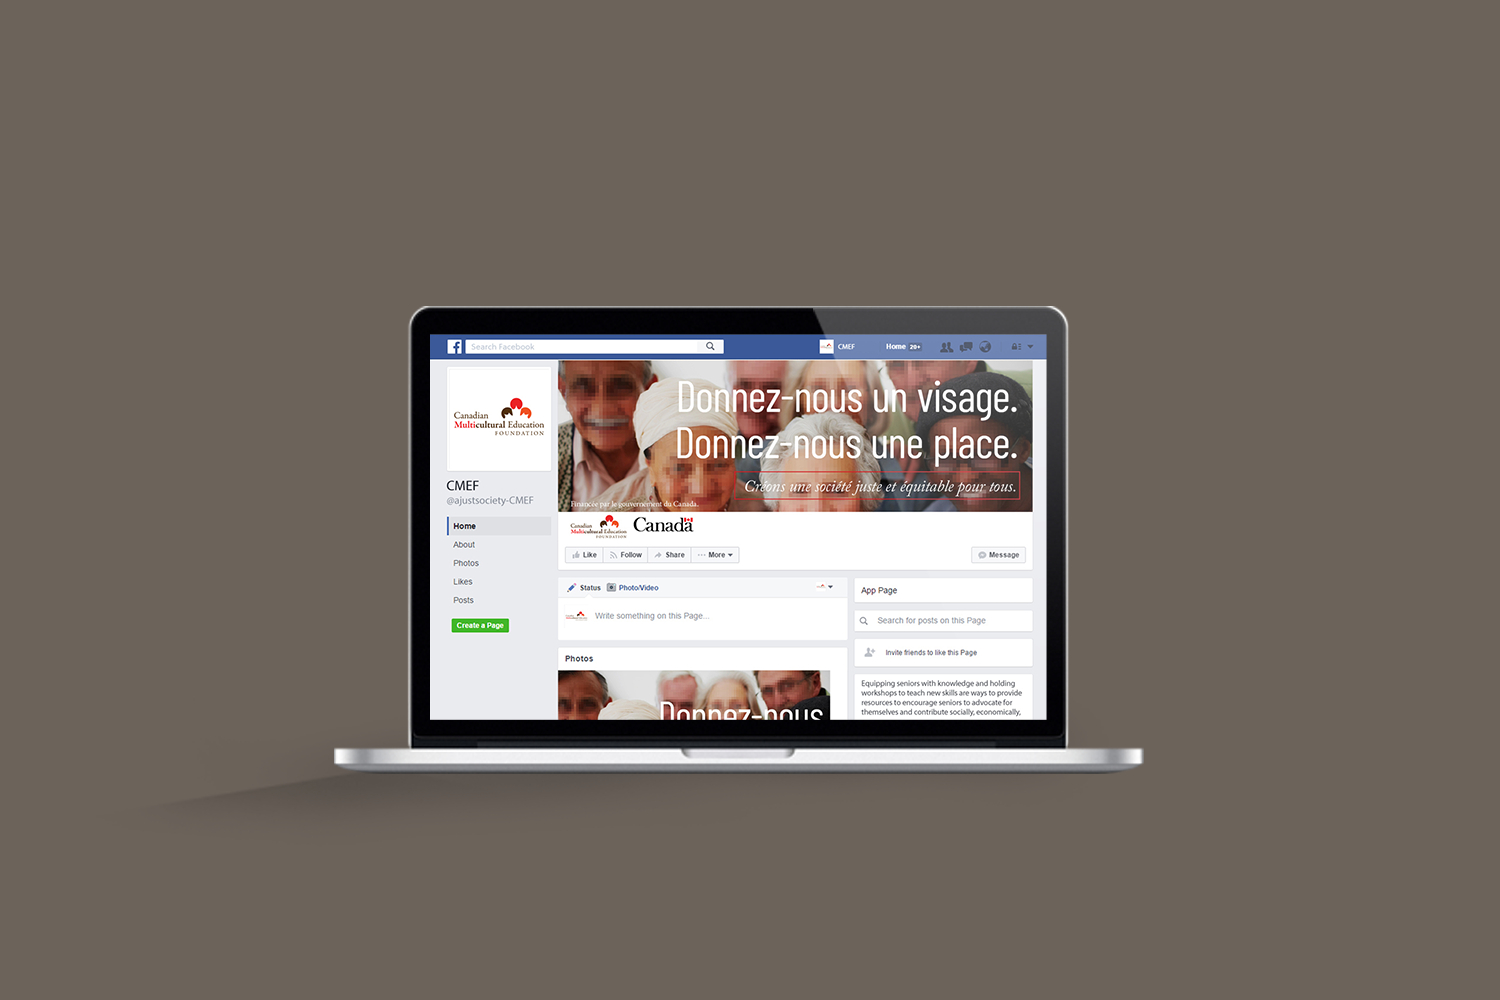 Search Facebook
CMEF
Home 20+
Canadian
Multicultural Education
FOUNDATION
CMEF
@ajustsociety-CMEF
Home
About
Photos
Likes
Posts
Create a Page
Donnez-nous un visage.
Donnez-nous une place.
Créons une société juste et équitable pour tous.
Financée par le gouvernement du Canada.
Canadian
Multicultural Education
FOUNDATION
Canada
Like
Follow
Share
More
Message
Status
Photo/Video
Write something on this Page...
Photos
Donnez-nous
App Page
Search for posts on this Page
Invite friends to like this Page
Equipping seniors with knowledge and holding
workshops to teach new skills are ways to provide
resources to encourage seniors to advocate for
themselves and contribute socially, economically,